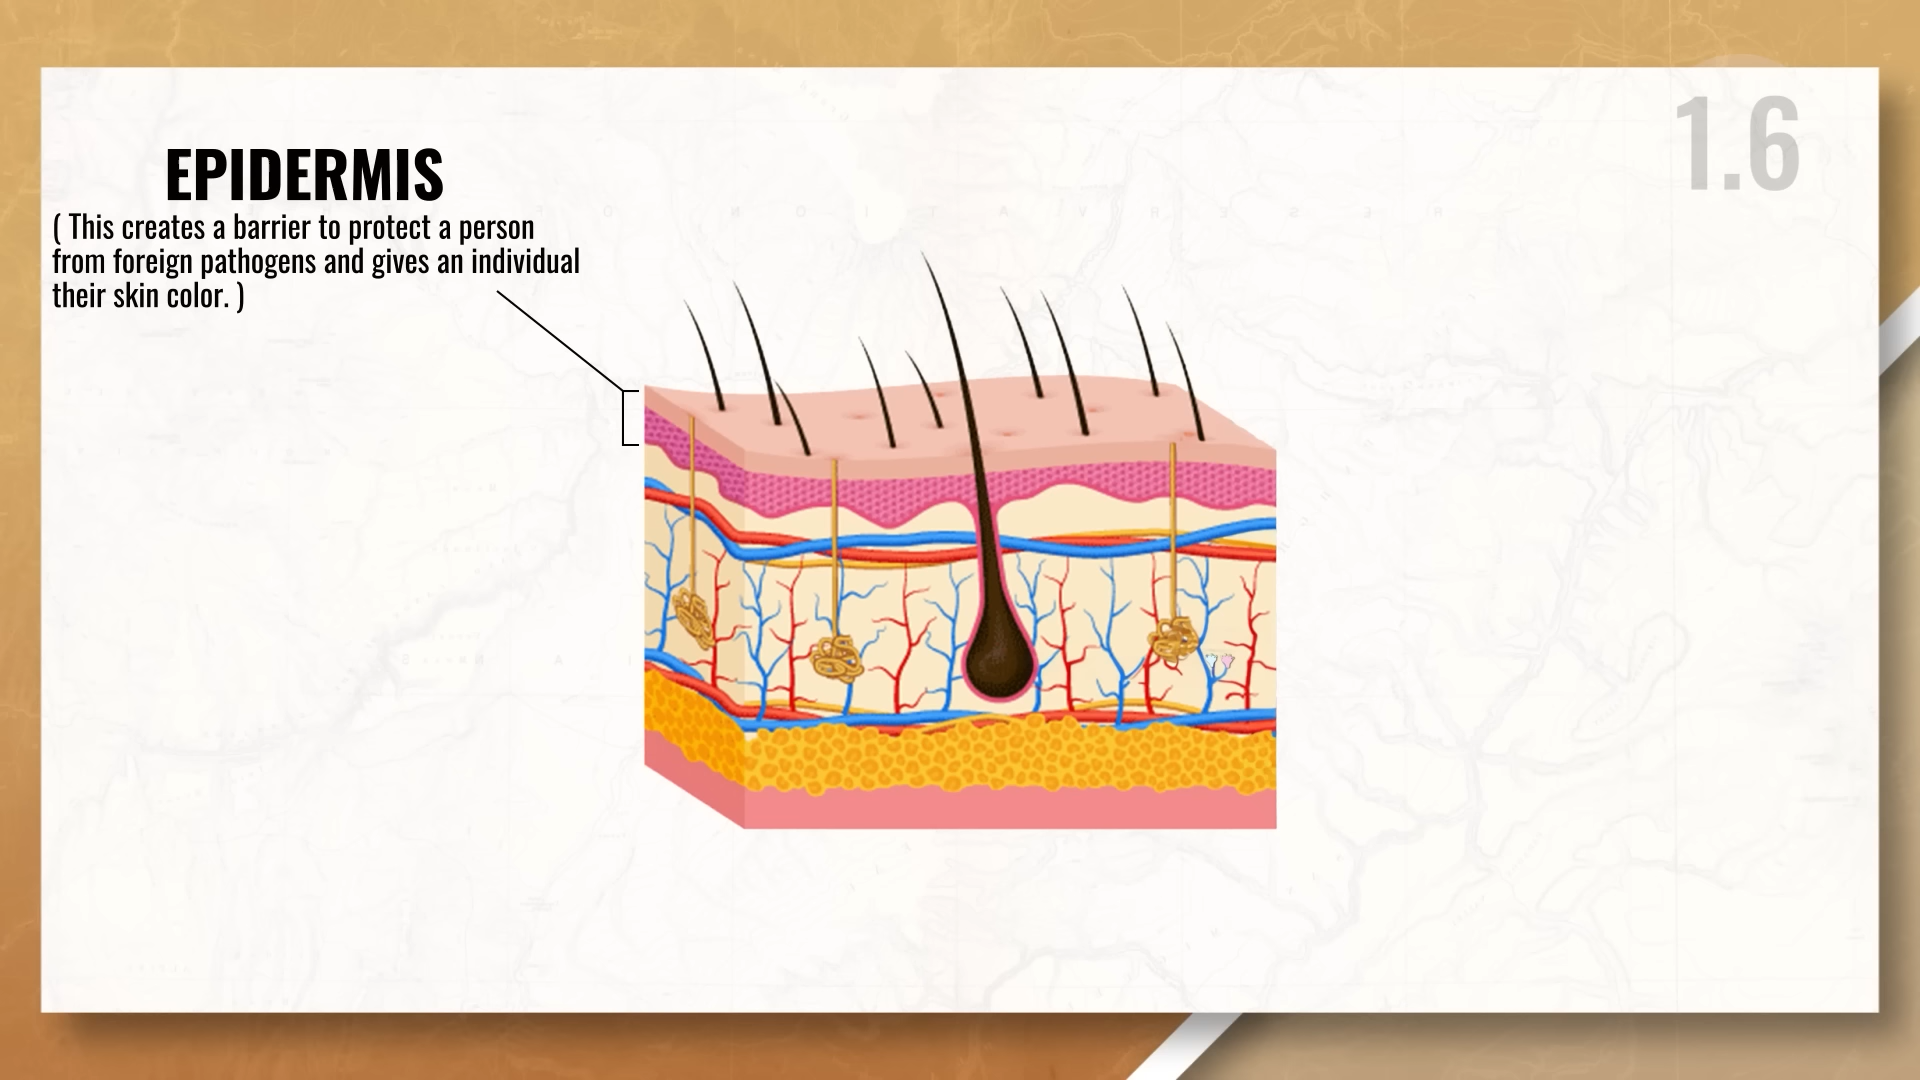 1.6
EPIDERMIS
( This creates a barrier to protect a person
from foreign pathogens and gives an individual
their skin color. )